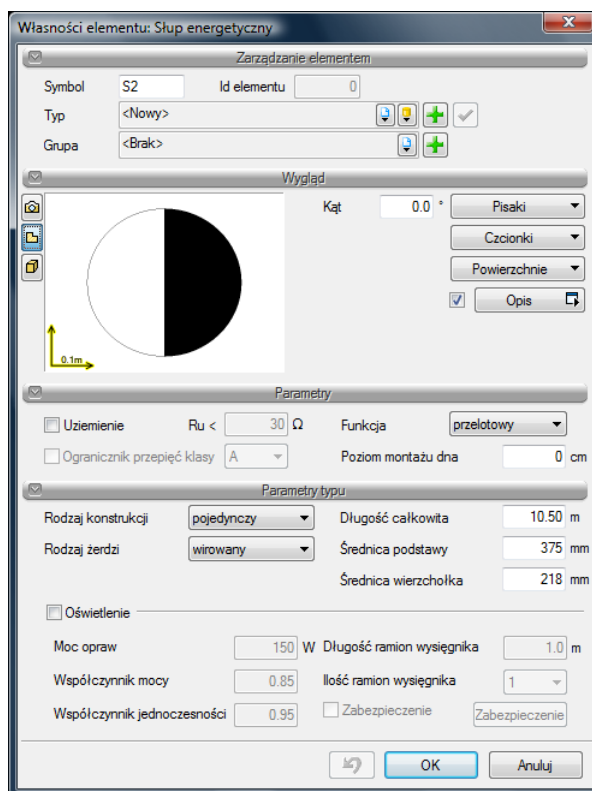 Własności elementu: Słup energetyczny
Zarządzanie elementem
Symbol S2 Id elementu 0
Typ <Nowy>
Grupa <Brak>
Wygląd
Kąt 0.0 ° Pisaki
Czcionki
Powierzchnie
Opis
0.1m
Parametry
Uziemienie Ru < 30 Ω Funkcja przelotowy
Ogranicznik przepięć klasy A Poziom montażu dna 0 cm
Parametry typu
Rodzaj konstrukcji pojedynczy Długość całkowita 10.50 m
Rodzaj żerdzi wirowany Średnica podstawy 375 mm
Średnica wierzchołka 218 mm
Oświetlenie
Moc opraw 150 W Długość ramion wysięgnika 1.0 m
Współczynnik mocy 0.85 Ilość ramion wysięgnika 1
Współczynnik jednoczesności 0.95 Zabezpieczenie Zabezpieczenie
OK Anuluj